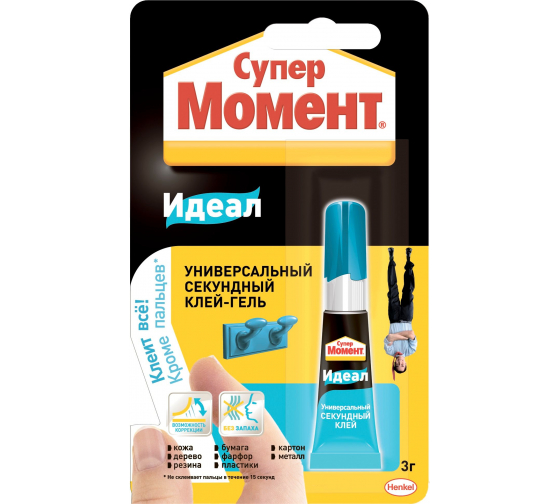 Супер
Момент®
Идеал
УНИВЕРСАЛЬНЫЙ
СЕКУНДНЫЙ
КЛЕЙ-ГЕЛЬ
Клеит всё!
Кроме пальцев*
ВОЗМОЖНОСТЬ
КОРРЕКЦИИ
БЕЗ ЗАПАХА
кожа
дерево
резина
бумага
фарфор
пластики
картон
металл
* Не склеивает пальцы в течение 15 секунд
Супер
Момент
Идеал
УНИВЕРСАЛЬНЫЙ
СЕКУНДНЫЙ
КЛЕЙ
3г
Henkel